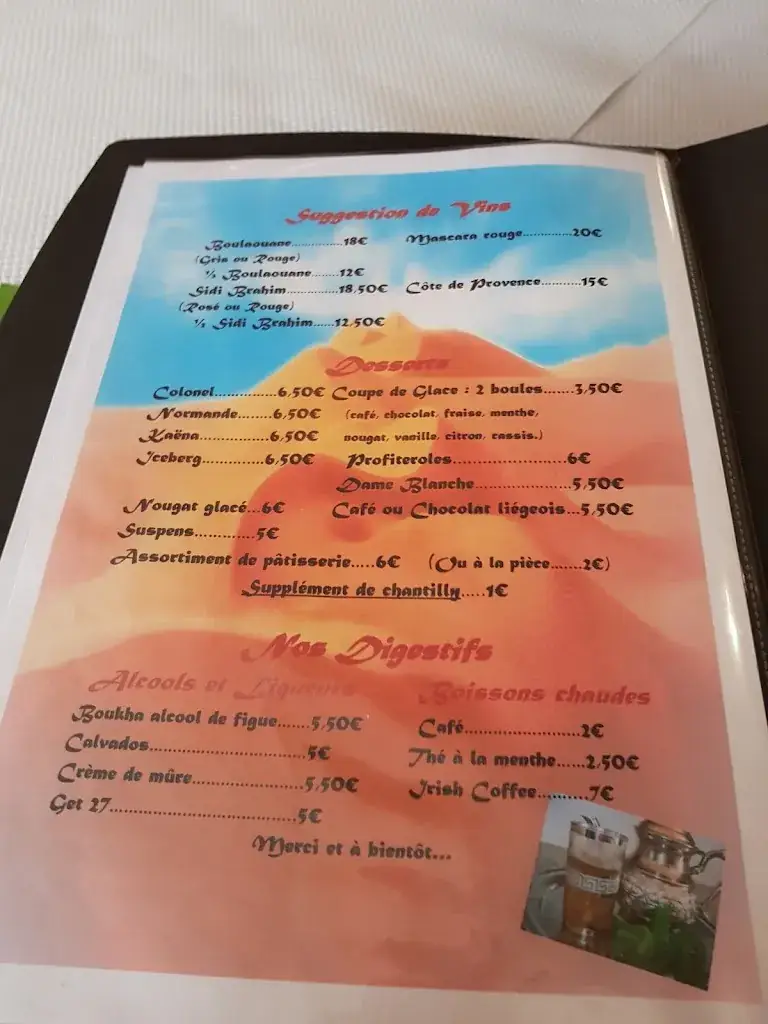 Suggestion de Vins
Boulaouane.............18€ Mascara rouge............20€
(Gris ou Rouge)
½ Boulaouane.......12€
Sidi Brahim.............18,50€ Côte de Provence..........15€
(Rosé ou Rouge)
½ Sidi Brahim......12,50€
Desserts
Colonel..............6,50€ Coupe de Glace : 2 boules.......3,50€
Normande........6,50€ (café, chocolat, fraise, menthe,
Kaëna................6,50€ nougat, vanille, citron, cassis.)
Iceberg..............6,50€ Profiteroles..........................6€
Dame Blanche......................5,50€
Nougat glacé...6€ Café ou Chocolat liégeois...5,50€
Suspens.............5€
Assortiment de pâtisserie.....6€ (Ou à la pièce.......2€)
Supplément de chantilly.....1€
Nos Digestifs
Alcools et Liqueurs Boissons chaudes
Boukha alcool de figue.......5,50€ Café..........................2€
Calvados...................................5€ Thé à la menthe......2,50€
Crème de mûre.........................5,50€ Irish Coffee...........7€
Get 27..........................................5€
Merci et à bientôt...